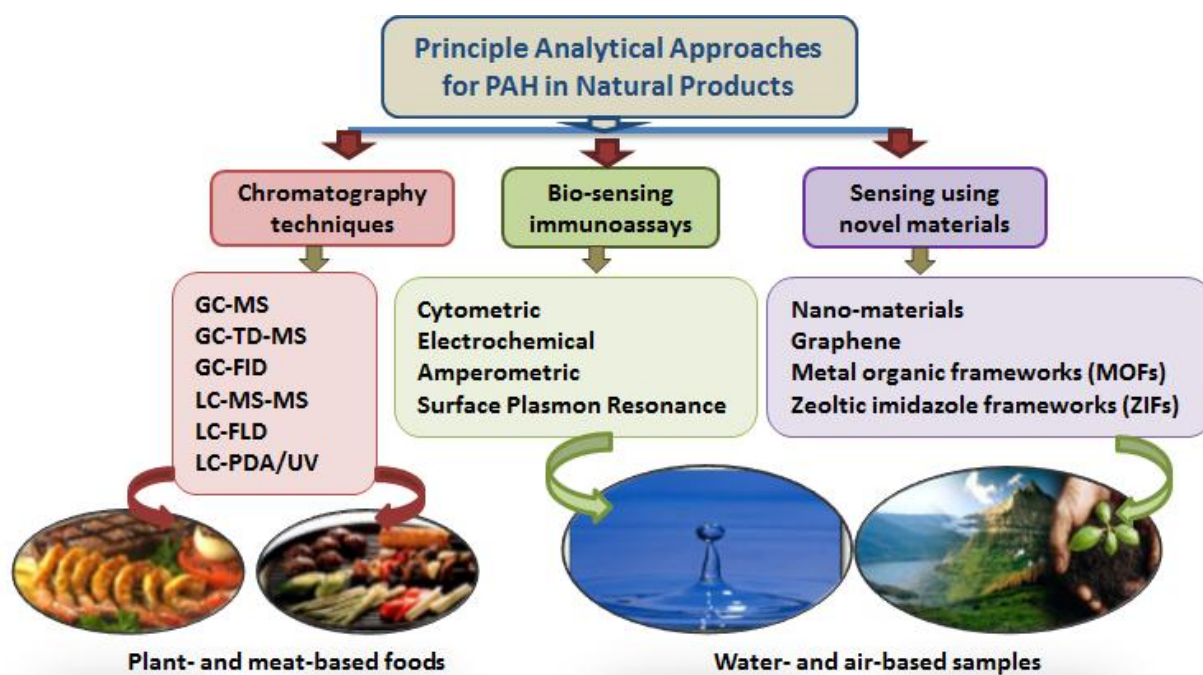 Principle Analytical Approaches
for PAH in Natural Products
Chromatography
techniques
Bio-sensing
immunoassays
Sensing using
novel materials
GC-MS
GC-TD-MS
GC-FID
LC-MS-MS
LC-FLD
LC-PDA/UV
Cytometric
Electrochemical
Amperometric
Surface Plasmon Resonance
Nano-materials
Graphene
Metal organic frameworks (MOFs)
Zeoltic imidazole frameworks (ZIFs)
Plant- and meat-based foods
Water- and air-based samples